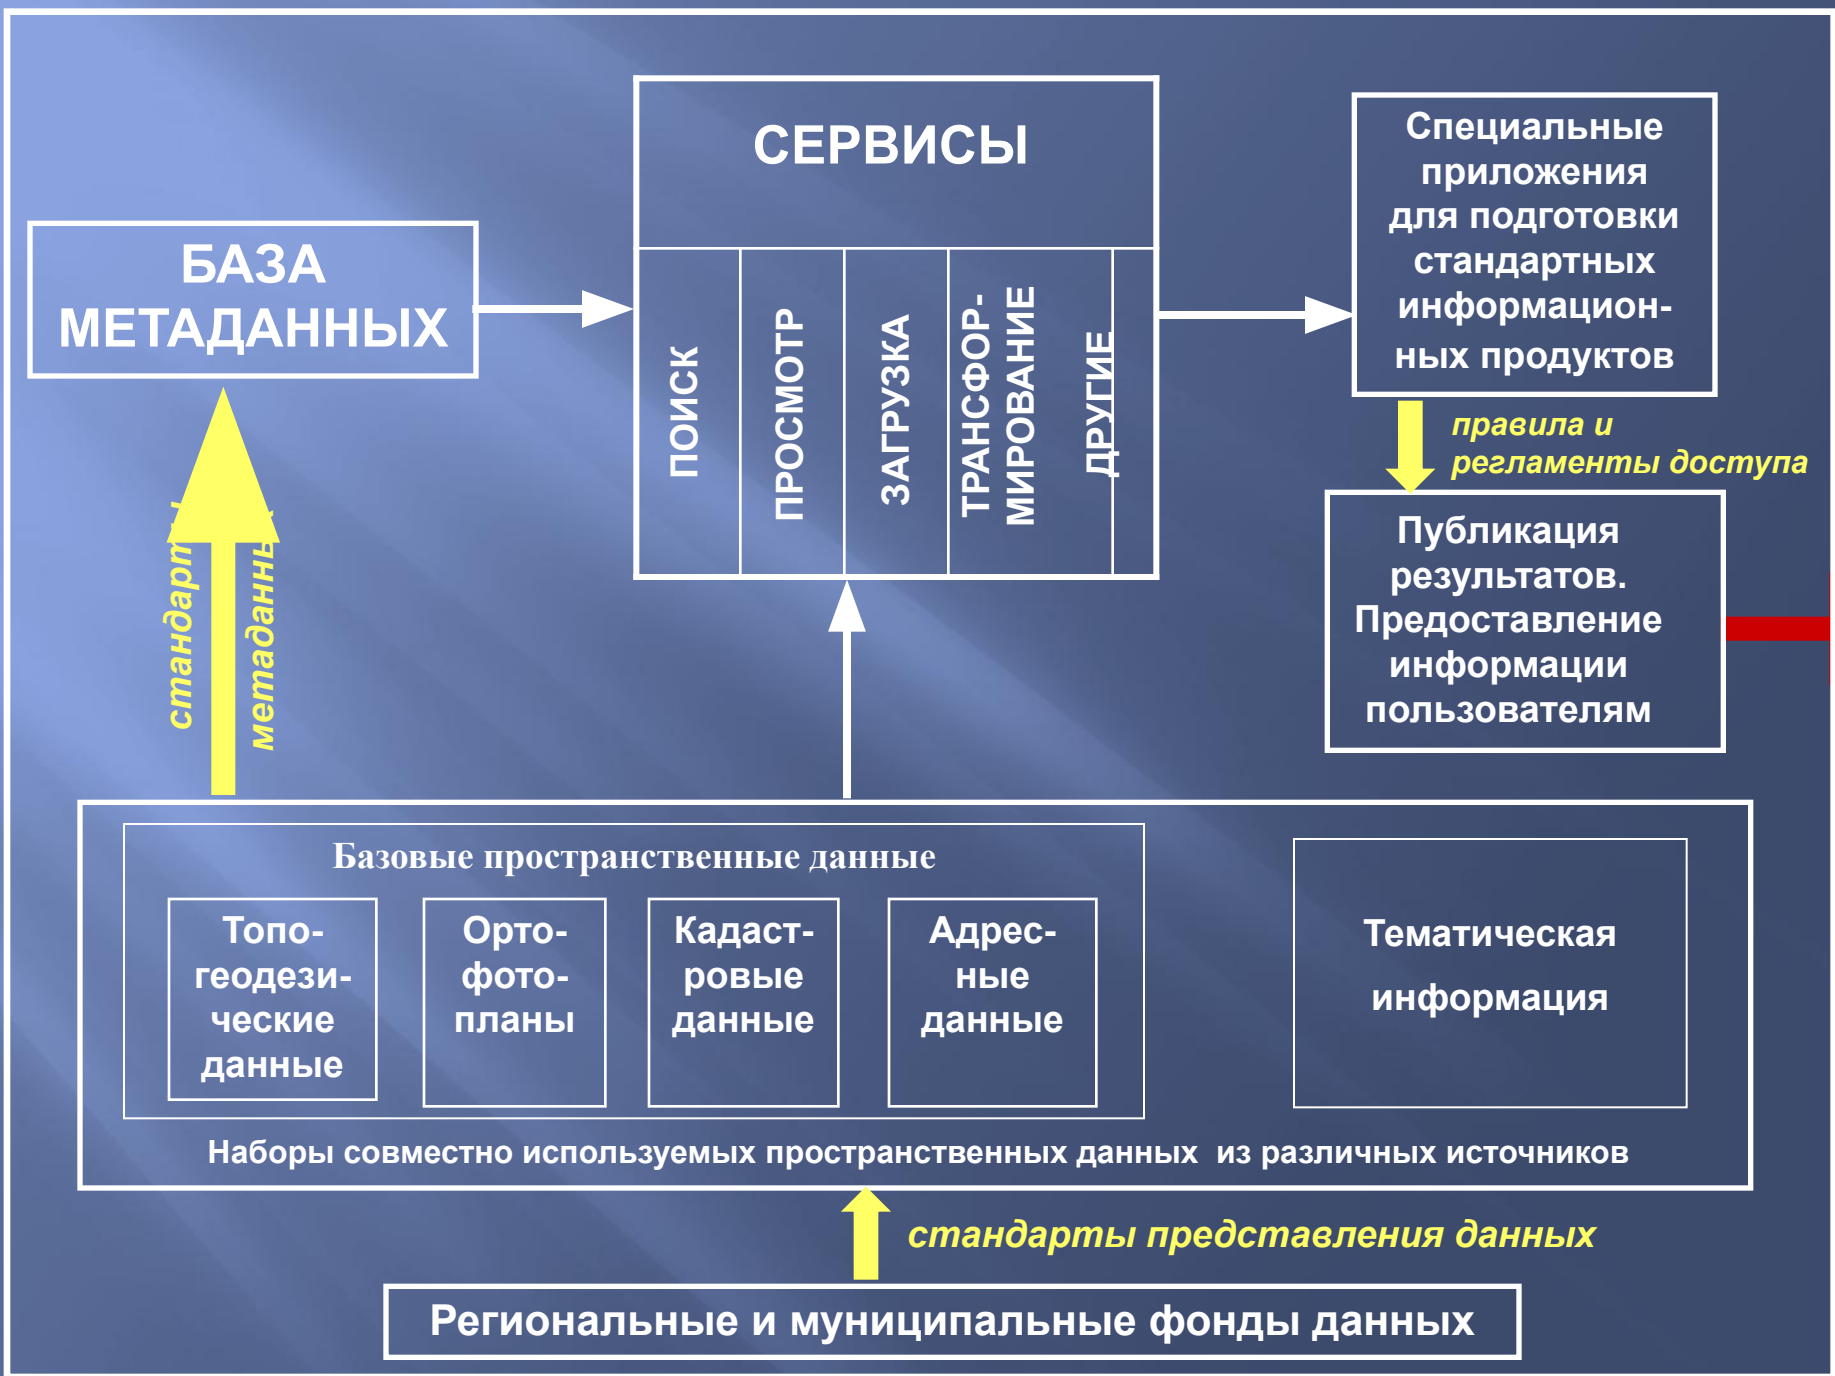 СЕРВИСЫ
ПОИСК
ПРОСМОТР
ЗАГРУЗКА
ТРАНСФОР-
МИРОВАНИЕ
ДРУГИЕ
БАЗА
МЕТАДАННЫХ
Специальные
приложения
для подготовки
стандартных
информацион-
ных продуктов
правила и
регламенты доступа
Публикация
результатов.
Предоставление
информации
пользователям
стандарты
метаданных
Базовые пространственные данные
Топо-
геодези-
ческие
данные
Орто-
фото-
планы
Кадаст-
ровые
данные
Адрес-
ные
данные
Тематическая
информация
Наборы совместно используемых пространственных данных из различных источников
стандарты представления данных
Региональные и муниципальные фонды данных